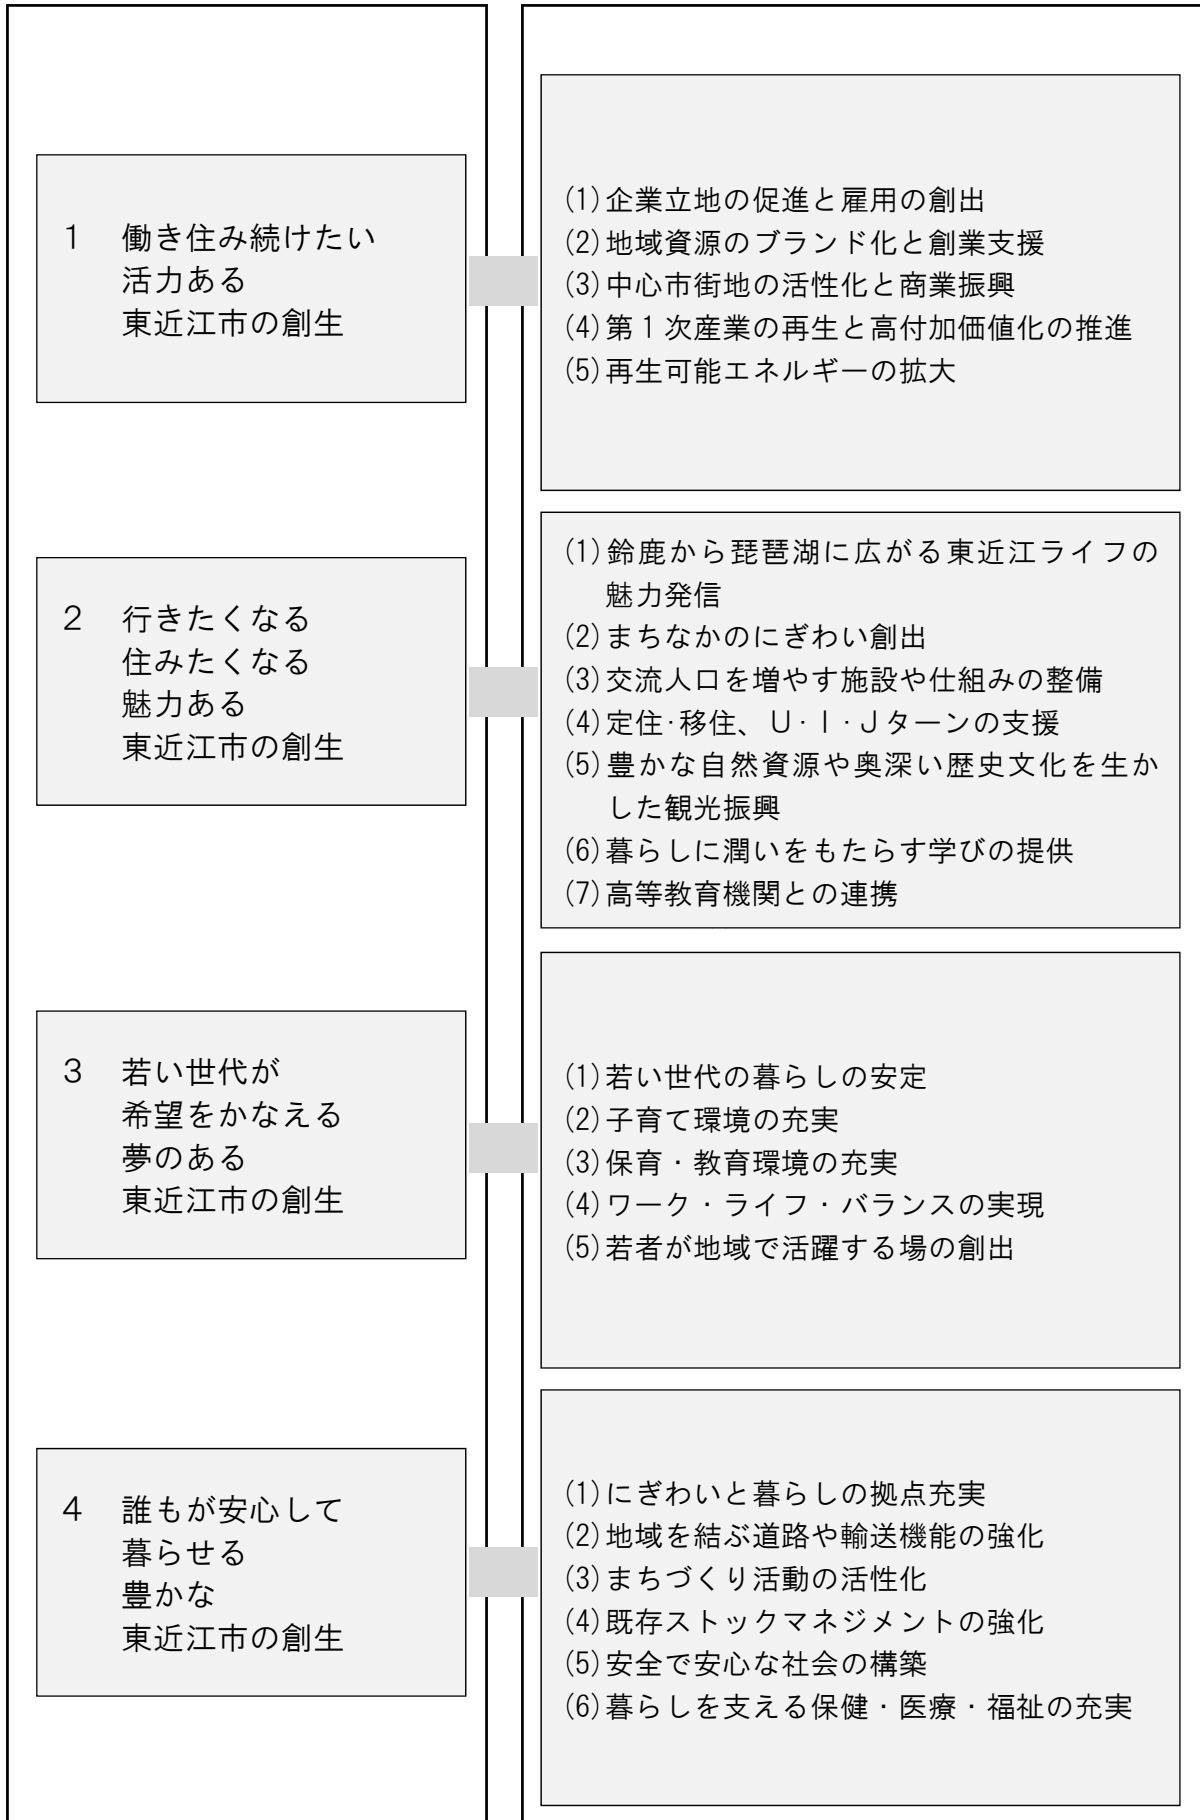 1 働き住み続けたい
活力ある
東近江市の創生
(1)企業立地の促進と雇用の創出
(2)地域資源のブランド化と創業支援
(3)中心市街地の活性化と商業振興
(4)第1次産業の再生と高付加価値化の推進
(5)再生可能エネルギーの拡大
2 行きたくなる
住みたくなる
魅力ある
東近江市の創生
(1)鈴鹿から琵琶湖に広がる東近江ライフの
魅力発信
(2)まちなかのにぎわい創出
(3)交流人口を増やす施設や仕組みの整備
(4)定住･移住、U･I･Jターンの支援
(5)豊かな自然資源や奥深い歴史文化を生か
した観光振興
(6)暮らしに潤いをもたらす学びの提供
(7)高等教育機関との連携
3 若い世代が
希望をかなえる
夢のある
東近江市の創生
(1)若い世代の暮らしの安定
(2)子育て環境の充実
(3)保育・教育環境の充実
(4)ワーク・ライフ・バランスの実現
(5)若者が地域で活躍する場の創出
4 誰もが安心して
暮らせる
豊かな
東近江市の創生
(1)にぎわいと暮らしの拠点充実
(2)地域を結ぶ道路や輸送機能の強化
(3)まちづくり活動の活性化
(4)既存ストックマネジメントの強化
(5)安全で安心な社会の構築
(6)暮らしを支える保健・医療・福祉の充実